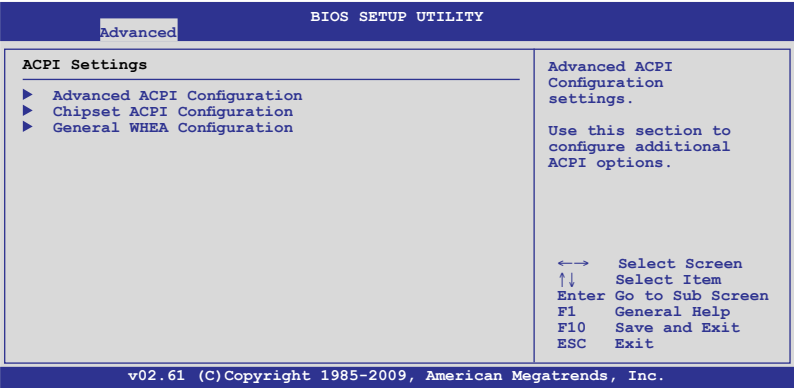 BIOS SETUP UTILITY
Advanced
ACPI Settings
Advanced ACPI Configuration
Chipset ACPI Configuration
General WHEA Configuration
Advanced ACPI
Configuration
settings.
Use this section to
configure additional
ACPI options.
←→ Select Screen
↑↓ Select Item
Enter Go to Sub Screen
F1 General Help
F10 Save and Exit
ESC Exit
v02.61 (C)Copyright 1985-2009, American Megatrends, Inc.